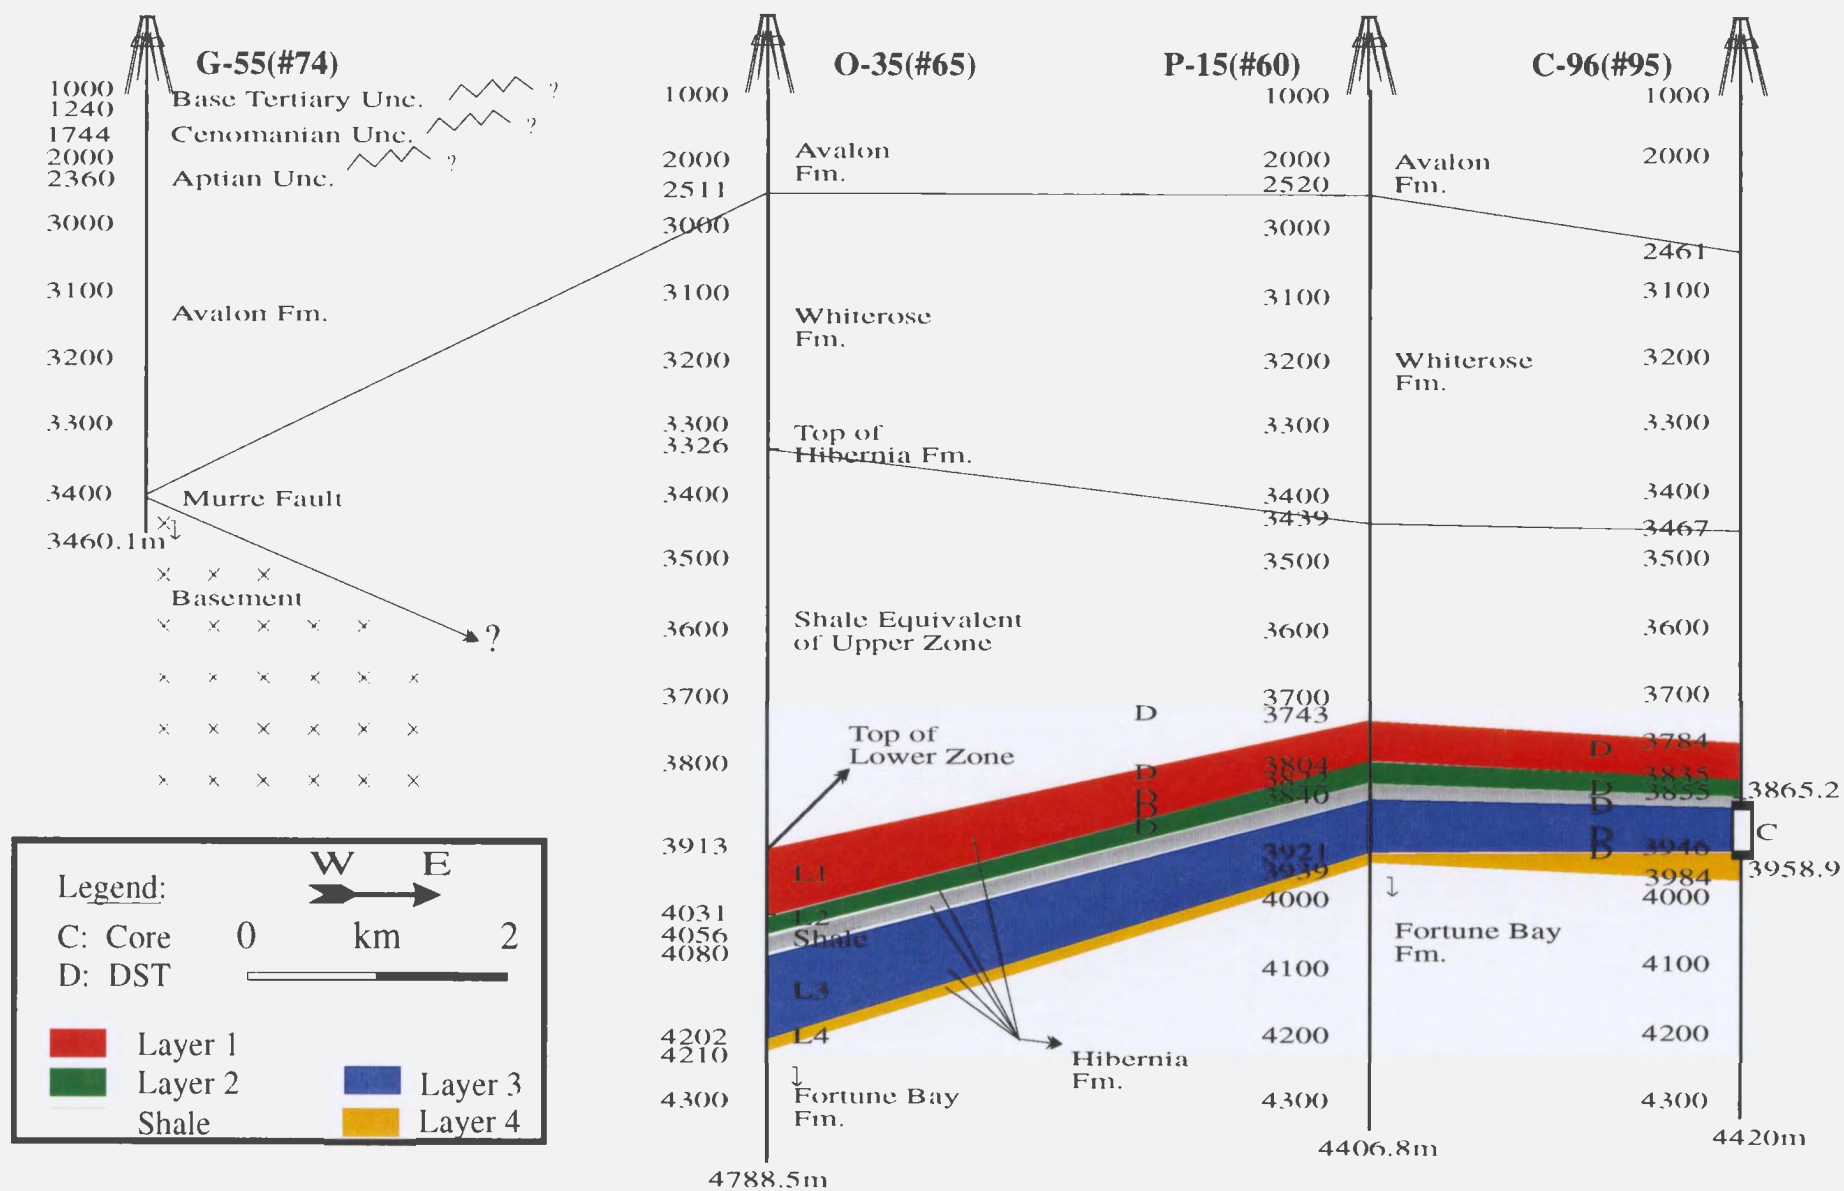 G-55(#74)
1000
1240
1744
2000
2360
3000
3100
3200
3300
3400
3460.1m
Base Tertiary Unc. ?
Cenomanian Unc. ?
Aptian Unc. ?
Avalon Fm.
Murre Fault
Basement
?
O-35(#65)
1000
2000
2511
3000
3100
3200
3300
3326
3400
3500
3600
3700
3800
3913
4031
4056
4080
4202
4210
4300
4788.5m
Avalon
Fm.
Whiterose
Fm.
Top of
Hibernia Fm.
Shale Equivalent
of Upper Zone
Top of
Lower Zone
L1
L2
Shale
L3
L4
Fortune Bay
Fm.
Hibernia
Fm.
D
D
D
D
D
P-15(#60)
1000
2000
2520
3000
3100
3200
3300
3400
3439
3500
3600
3700
3743
3804
3840
3921
3939
4000
4100
4200
4300
4406.8m
Avalon
Fm.
Whiterose
Fm.
Fortune Bay
Fm.
D
D
D
D
D
C-96(#95)
1000
2000
2461
3100
3200
3300
3400
3467
3500
3600
3700
3784
3835
3855
3946
3984
4000
4100
4200
4300
4420m
3865.2
C
3958.9
W E
Legend:
C: Core
D: DST
0 km 2
Layer 1
Layer 2
Shale
Layer 3
Layer 4